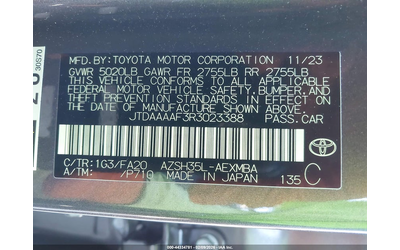 30S70
MFD.BY: TOYOTA MOTOR CORPORATION 11/23
GVWR 5020LB GAWR FR 2755LB RR 2755LB
THIS VEHICLE CONFORMS TO ALL APPLICABLE
FEDERAL MOTOR VEHICLE SAFETY, BUMPER, AND
THEFT PREVENTION STANDARDS IN EFFECT ON
THE DATE OF MANUFACTURE SHOWN ABOVE.
JTDAAAAF3R3023388 PASS.CAR
C/TR: 1G3/FA20 AZSH35L-AEXMBA
A/TM: /P710 MADE IN JAPAN 135 C
TOYOTA